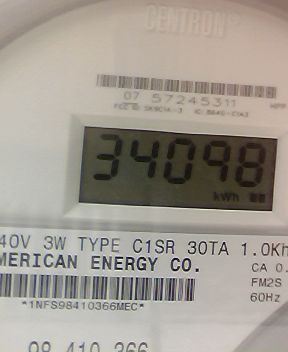 CENTRON®
07 57245311
34098
kWh
40V 3W TYPE C1SR 30TA 1.0Kh
MERICAN ENERGY CO.
CA 0.
FM2S
60Hz
*1NFS98410366MEC*
98 410 366